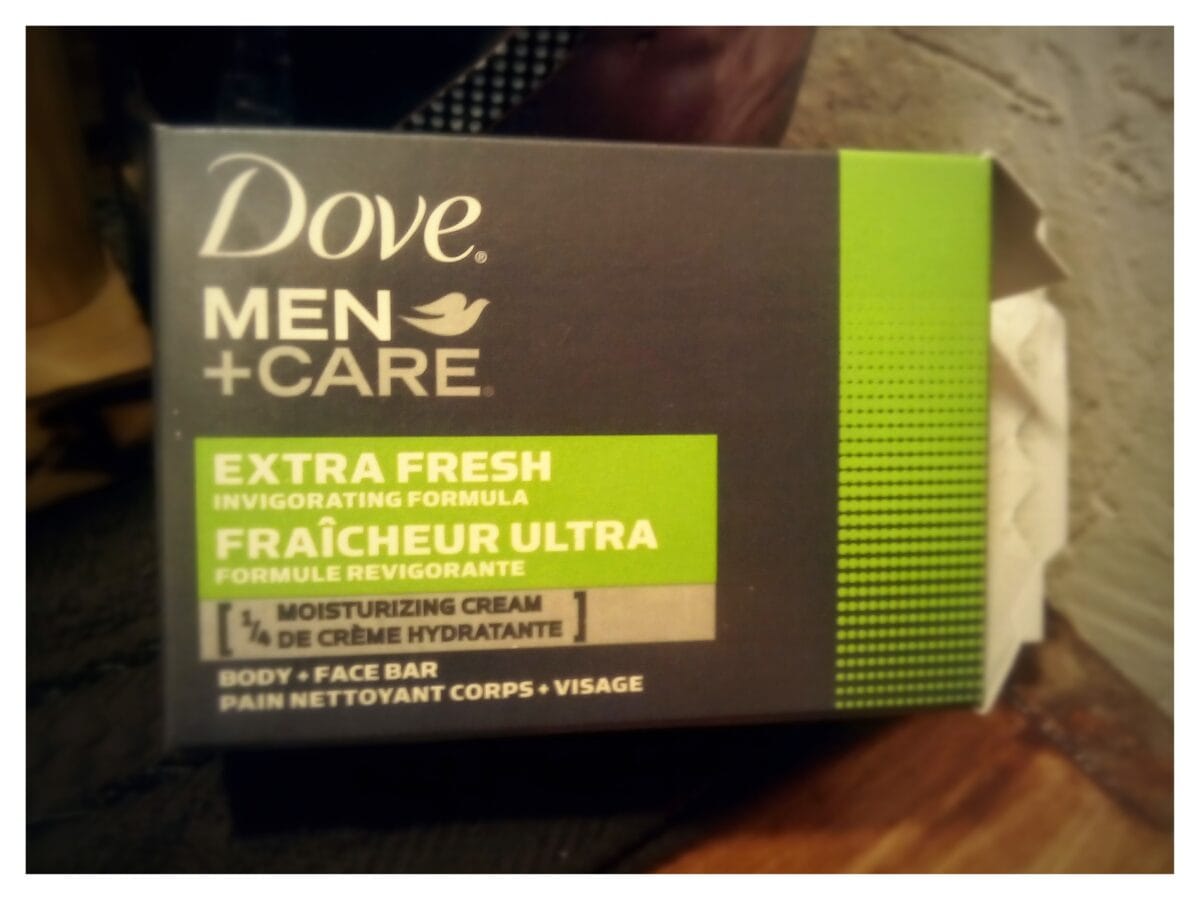 Dove®
MEN
+CARE®
EXTRA FRESH
INVIGORATING FORMULA
FRAÎCHEUR ULTRA
FORMULE REVIGORANTE
[¼ MOISTURIZING CREAM
DE CRÈME HYDRATANTE]
BODY + FACE BAR
PAIN NETTOYANT CORPS + VISAGE